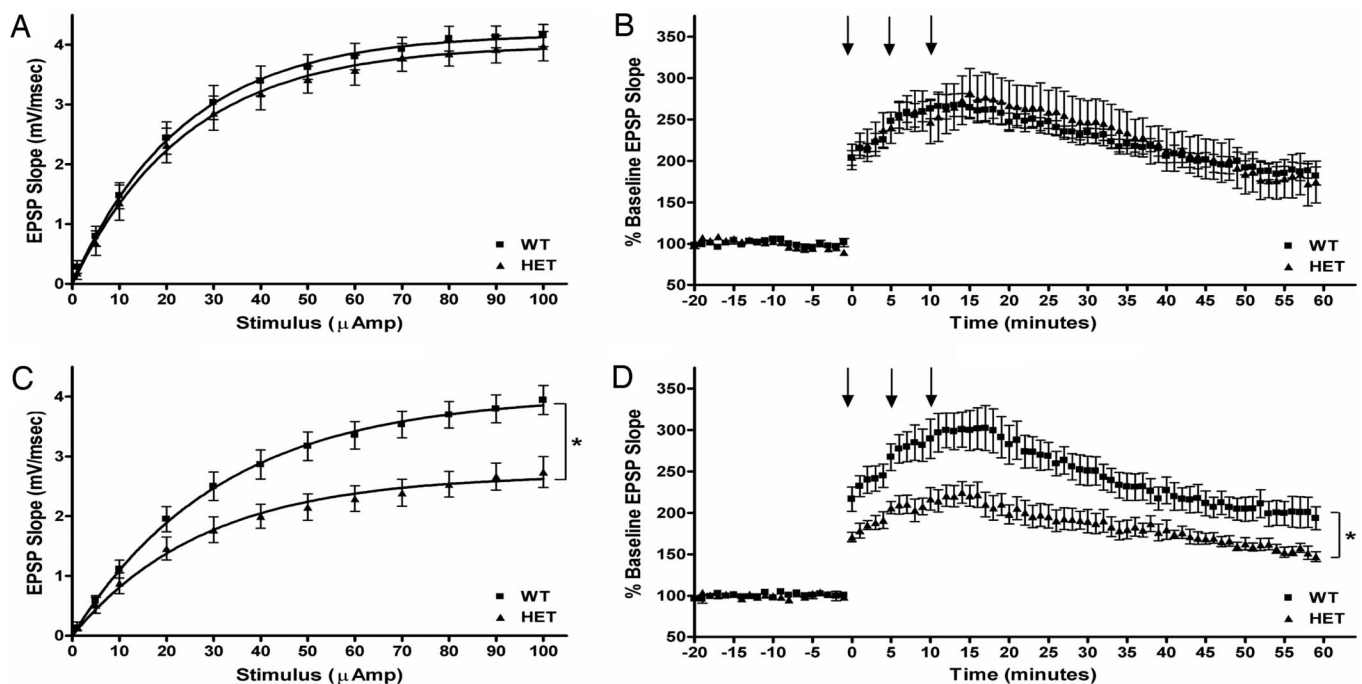 A
EPSP Slope (mV/msec)
4
3
2
1
0
0 10 20 30 40 50 60 70 80 90 100
Stimulus (μ Amp)
WT
HET
B
% Baseline EPSP Slope
350
300
250
200
150
100
50
-20 -15 -10 -5 0 5 10 15 20 25 30 35 40 45 50 55 60
Time (minutes)
WT
HET
C
EPSP Slope (mV/msec)
4
3
2
1
0
0 10 20 30 40 50 60 70 80 90 100
Stimulus (μ Amp)
WT
HET
*
D
% Baseline EPSP Slope
350
300
250
200
150
100
50
-20 -15 -10 -5 0 5 10 15 20 25 30 35 40 45 50 55 60
Time (minutes)
WT
HET
*